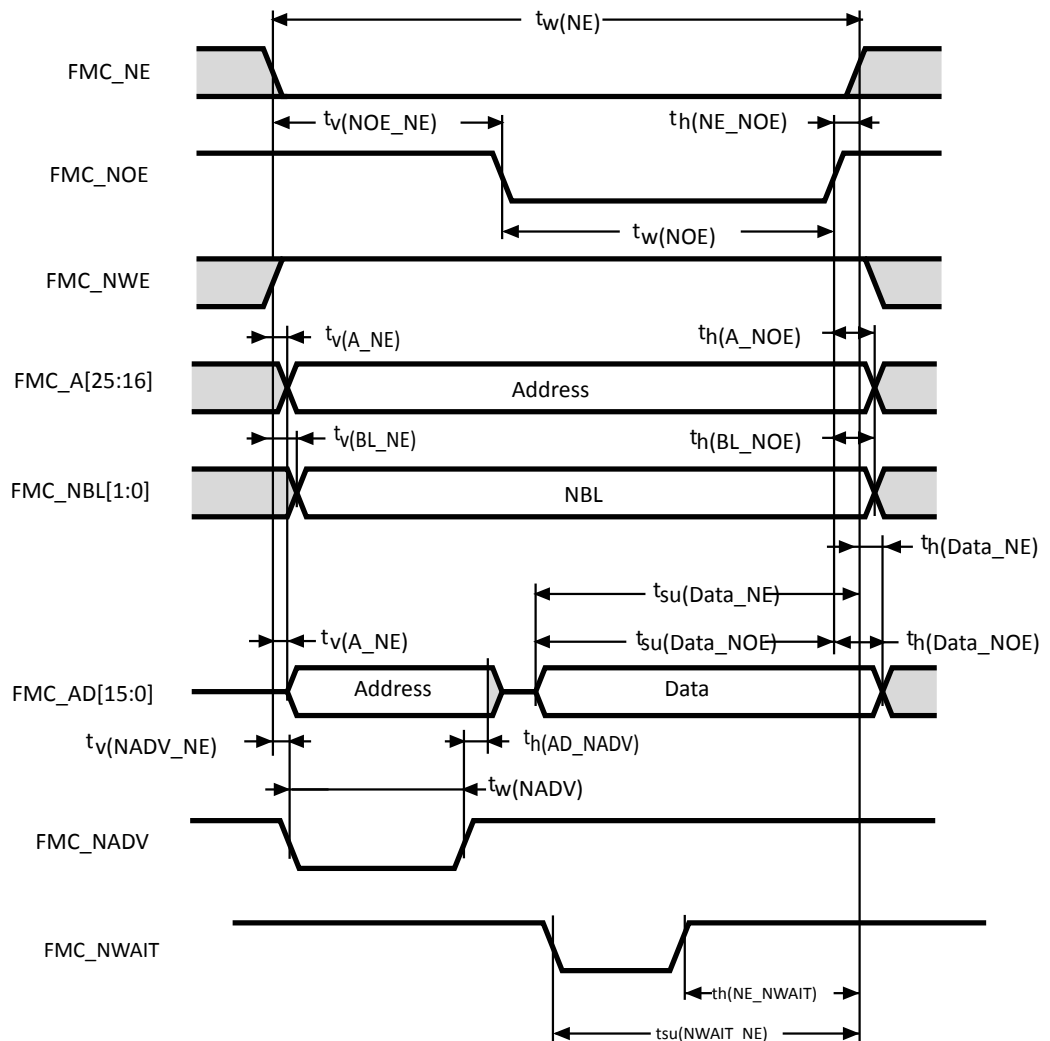 tw(NE)
FMC_NE
tv(NOE_NE)
th(NE_NOE)
FMC_NOE
tw(NOE)
FMC_NWE
tv(A_NE)
th(A_NOE)
FMC_A[25:16]
Address
tv(BL_NE)
th(BL_NOE)
FMC_NBL[1:0]
NBL
th(Data_NE)
tsu(Data_NE)
tv(A_NE)
tsu(Data_NOE)
th(Data_NOE)
FMC_AD[15:0]
Address
Data
tv(NADV_NE)
th(AD_NADV)
tw(NADV)
FMC_NADV
FMC_NWAIT
th(NE_NWAIT)
tsu(NWAIT_NE)